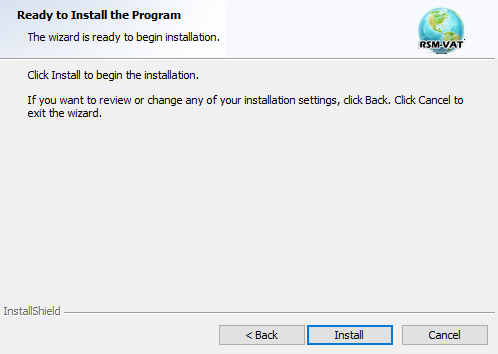 Ready to Install the Program
The wizard is ready to begin installation.
RSM-VAT
Click Install to begin the installation.
If you want to review or change any of your installation settings, click Back. Click Cancel to
exit the wizard.
InstallShield
< Back
Install
Cancel